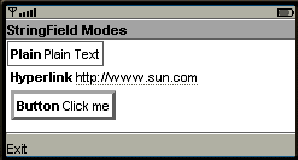 StringField Modes
Plain Plain Text
Hyperlink http://www.sun.com
Button Click me
Exit